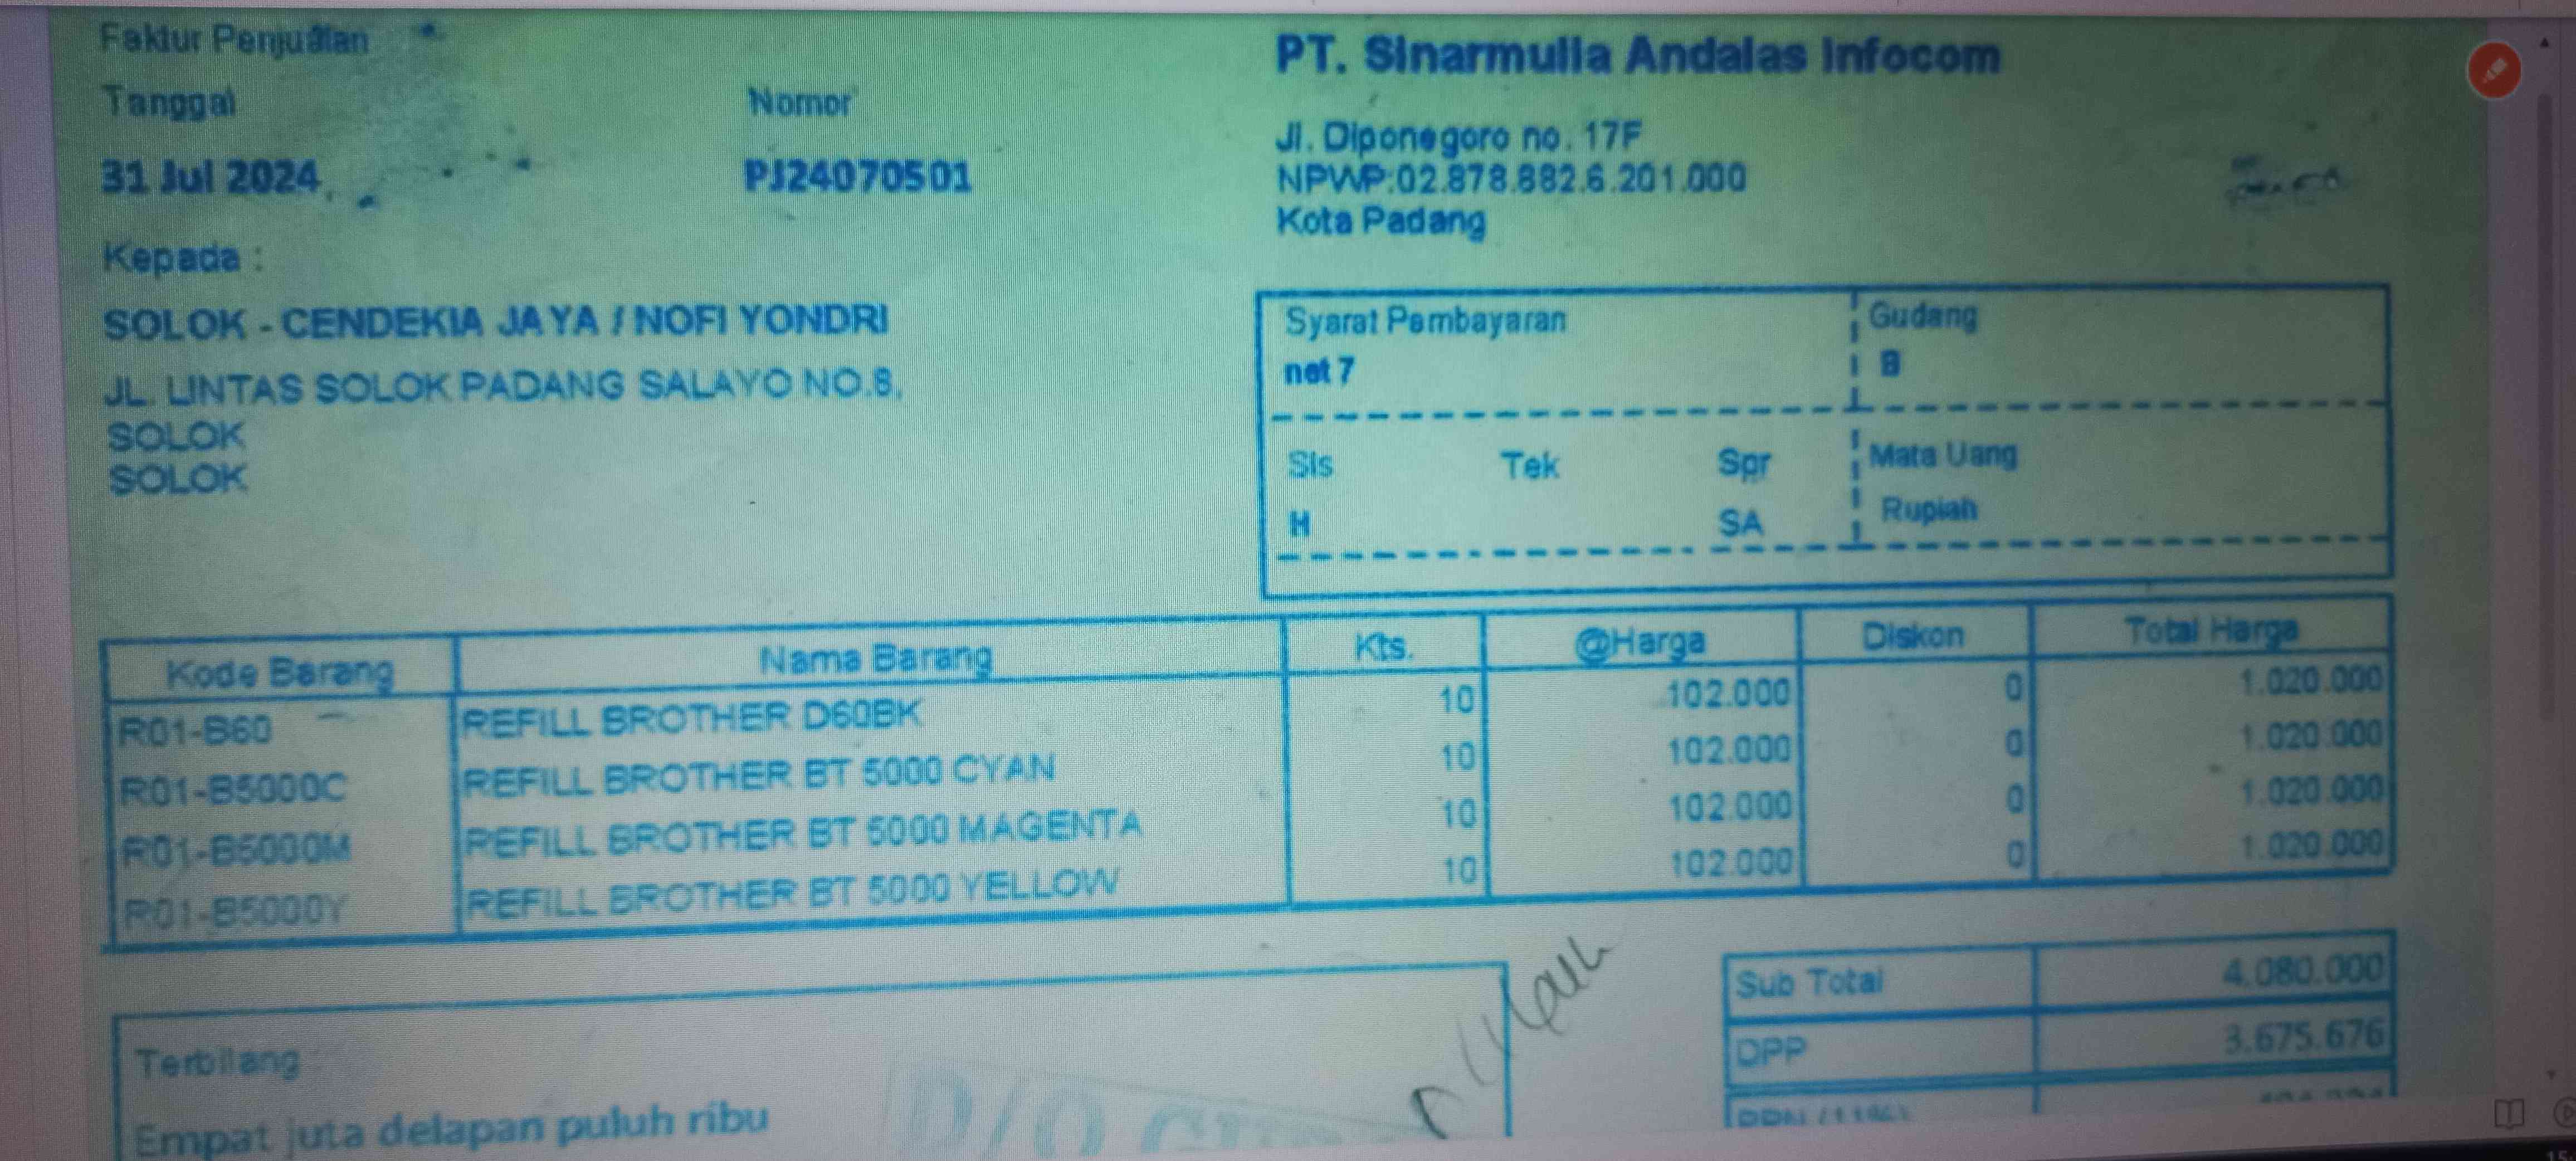 Faktur Penjualan
Tanggal Nomor
31 Jul 2024 PJ24070501
PT. Sinarmulia Andalas Infocom
Jl. Diponegoro no. 17F
NPWP:02.878.882.6.201.000
Kota Padang
Kepada :
SOLOK - CENDEKIA JAYA / NOFI YONDRI
JL. LINTAS SOLOK PADANG SALAYO NO.8,
SOLOK
SOLOK
Syarat Pembayaran Gudang
net 7 B
Sls Tek Spr Mata Uang
H SA Rupiah
Kode Barang Nama Barang Kts. @Harga Diskon Total Harga
R01-B60 REFILL BROTHER D60BK 10 102.000 0 1.020.000
R01-B5000C REFILL BROTHER BT 5000 CYAN 10 102.000 0 1.020.000
R01-B5000M REFILL BROTHER BT 5000 MAGENTA 10 102.000 0 1.020.000
R01-B5000Y REFILL BROTHER BT 5000 YELLOW 10 102.000 0 1.020.000
Sub Total 4.080.000
DPP 3.675.676
PPN (11%)
Terbilang
Empat juta delapan puluh ribu